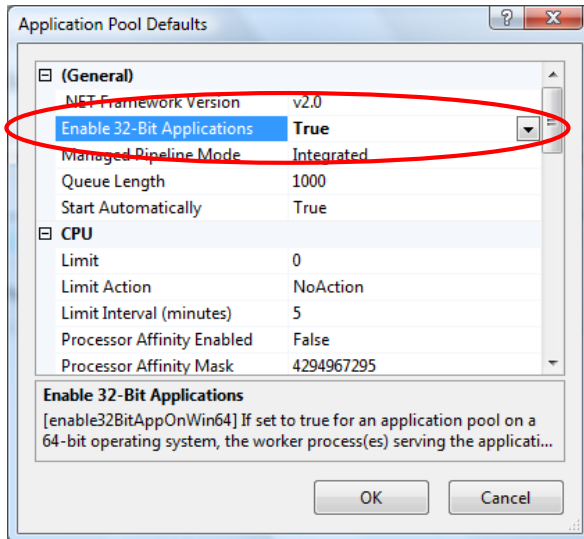 Application Pool Defaults
(General)
.NET Framework Version v2.0
Enable 32-Bit Applications True
Managed Pipeline Mode Integrated
Queue Length 1000
Start Automatically True
CPU
Limit 0
Limit Action NoAction
Limit Interval (minutes) 5
Processor Affinity Enabled False
Processor Affinity Mask 4294967295
Enable 32-Bit Applications
[enable32BitAppOnWin64] If set to true for an application pool on a
64-bit operating system, the worker process(es) serving the applicati...
OK Cancel